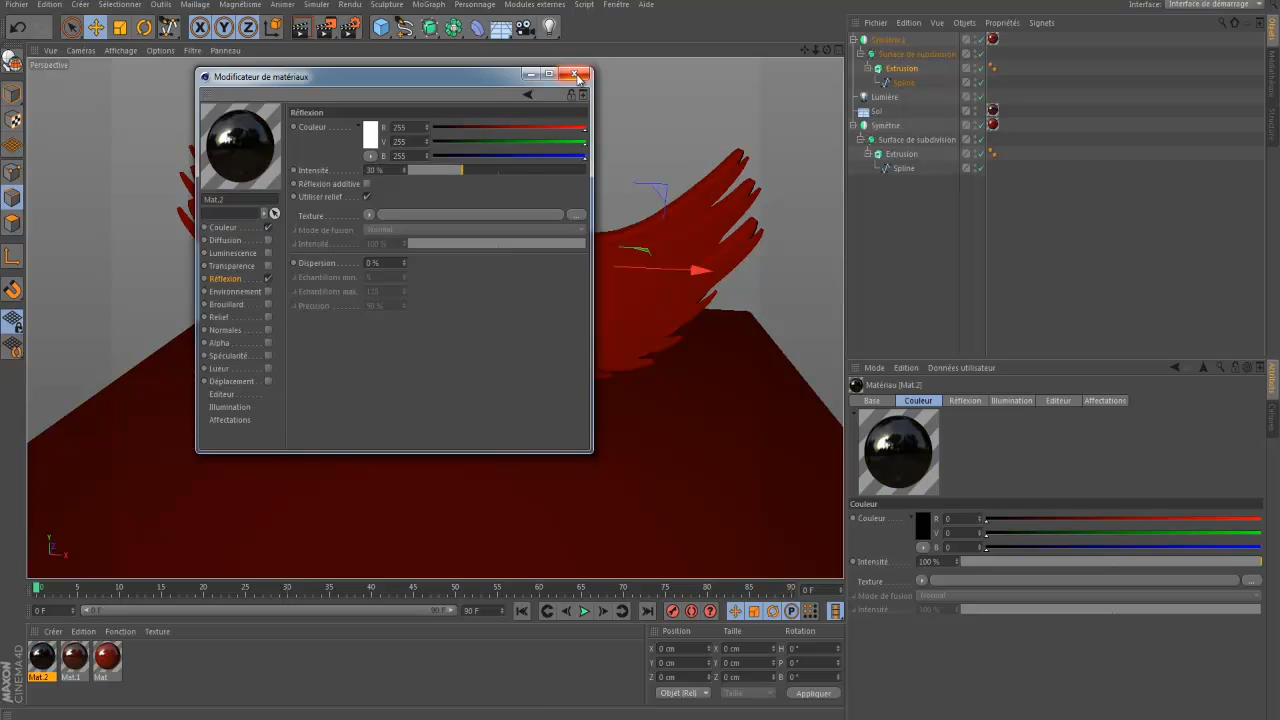 Fichier Edition Créer Sélectionner Outils Maillage Magnétisme Animer Simuler Rendu Sculpture MoGraph Personnage Modules externes Script Fenêtre Aide
Interface: Interface de démarrage
Fichier Edition Vue Objets Propriétés Signets
Vue Caméras Affichage Options Filtre Panneau
Perspective
Modificateur de matériaux
Symétrie.1
Surface de subdivision
Extrusion
Spline
Lumière
Sol
Symétrie
Surface de subdivision
Extrusion
Spline
Objets
Structure
Réflexion
Couleur R 255
V 255
B 255
Intensité 30 %
Réflexion additive
Utiliser relief
Texture ...
Mode de fusion Normal
Intensité 100 %
Dispersion 0 %
Echantillons min. 5
Echantillons max. 128
Précision 90 %
Mat.2
Couleur
Diffusion
Luminescence
Transparence
Réflexion
Environnement
Brouillard
Relief
Normales
Alpha
Spécularité
Lueur
Déplacement
Editeur
Illumination
Affectations
Y
Z
X
Mode Edition Données utilisateur
Matériau [Mat.2]
Base Couleur Réflexion Illumination Editeur Affectations
Attributs
Couleur
Couleur R 0
V 0
B 0
Intensité 100 %
Texture ...
Mode de fusion Normal
Intensité 100 %
0 5 10 15 20 25 30 35 40 45 50 55 60 65 70 75 80 85 90 0 F
0 F 0 F 90 F 90 F
Créer Edition Fonction Texture
Mat.2 Mat.1 Mat
Position Taille Rotation
X 0 cm X 0 cm H 0 °
Y 0 cm Y 0 cm P 0 °
Z 0 cm Z 0 cm B 0 °
Objet (Rel) Taille Appliquer
MAXON
CINEMA 4D